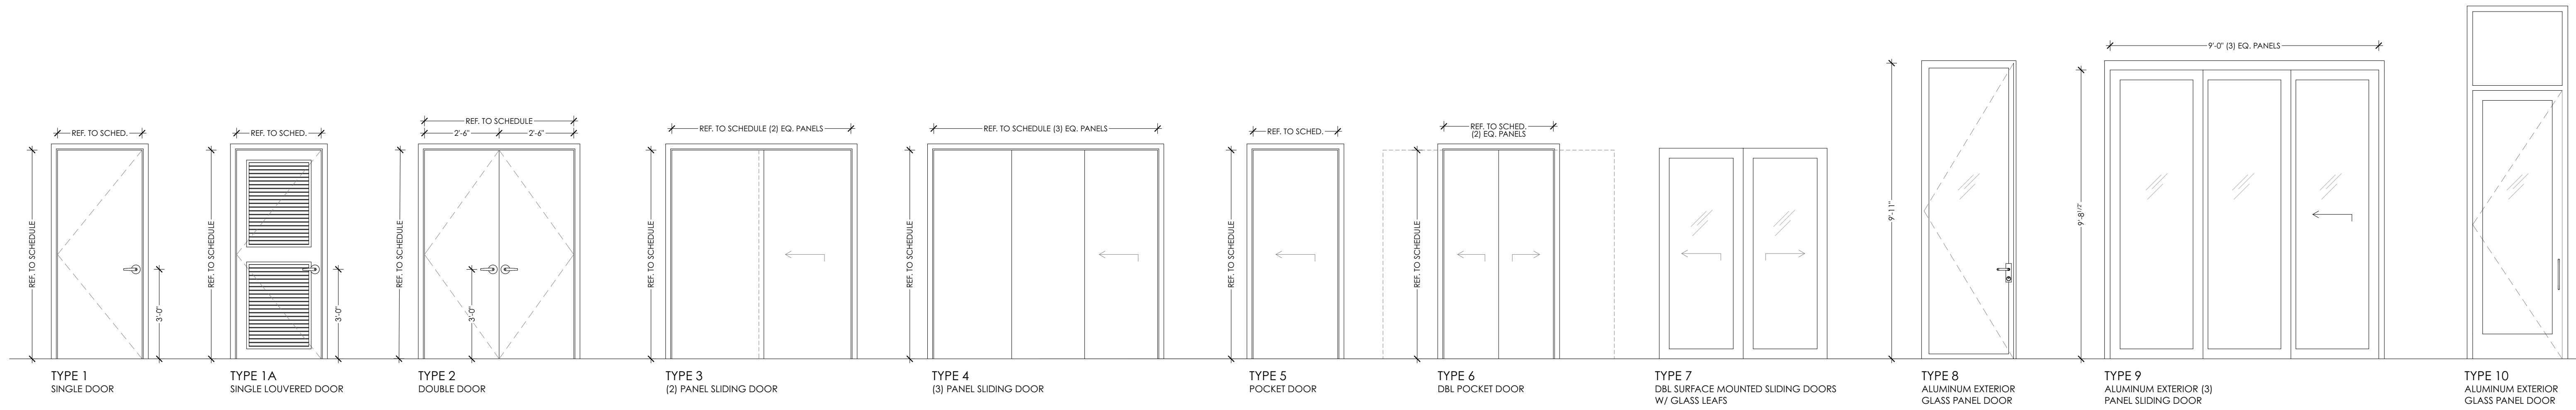 REF. TO SCHED.
REF. TO SCHEDULE
3'-0"
TYPE 1
SINGLE DOOR
REF. TO SCHED.
REF. TO SCHEDULE
3'-0"
TYPE 1A
SINGLE LOUVERED DOOR
REF. TO SCHEDULE
2'-6" 2'-6"
REF. TO SCHEDULE
3'-0"
TYPE 2
DOUBLE DOOR
REF. TO SCHEDULE (2) EQ. PANELS
REF. TO SCHEDULE
TYPE 3
(2) PANEL SLIDING DOOR
REF. TO SCHEDULE (3) EQ. PANELS
REF. TO SCHEDULE
TYPE 4
(3) PANEL SLIDING DOOR
REF. TO SCHED.
REF. TO SCHEDULE
TYPE 5
POCKET DOOR
REF. TO SCHED.
(2) EQ. PANELS
REF. TO SCHEDULE
TYPE 6
DBL POCKET DOOR
TYPE 7
DBL SURFACE MOUNTED SLIDING DOORS
W/ GLASS LEAFS
9'-11"
TYPE 8
ALUMINUM EXTERIOR
GLASS PANEL DOOR
9'-0" (3) EQ. PANELS
9'-8 1/2"
TYPE 9
ALUMINUM EXTERIOR (3)
PANEL SLIDING DOOR
TYPE 10
ALUMINUM EXTERIOR
GLASS PANEL DOOR